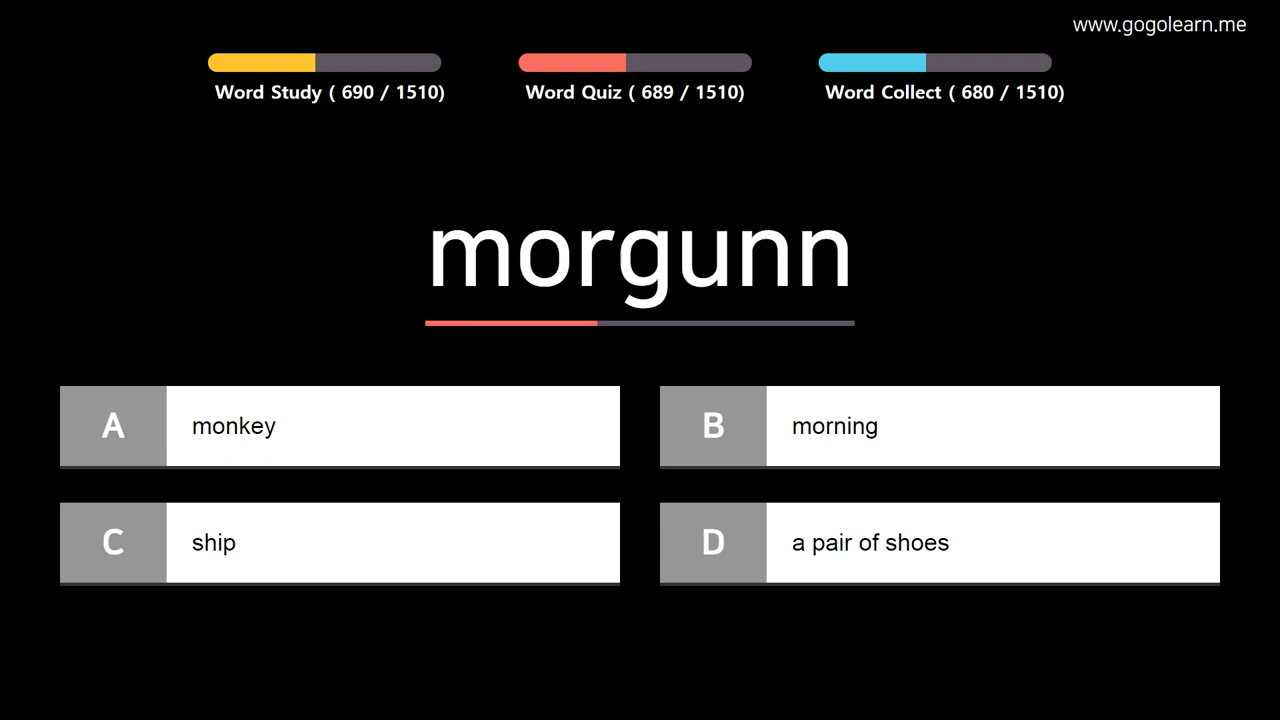 www.gogolearn.me
Word Study ( 690 / 1510)
Word Quiz ( 689 / 1510)
Word Collect ( 680 / 1510)
morgunn
A monkey
B morning
C ship
D a pair of shoes